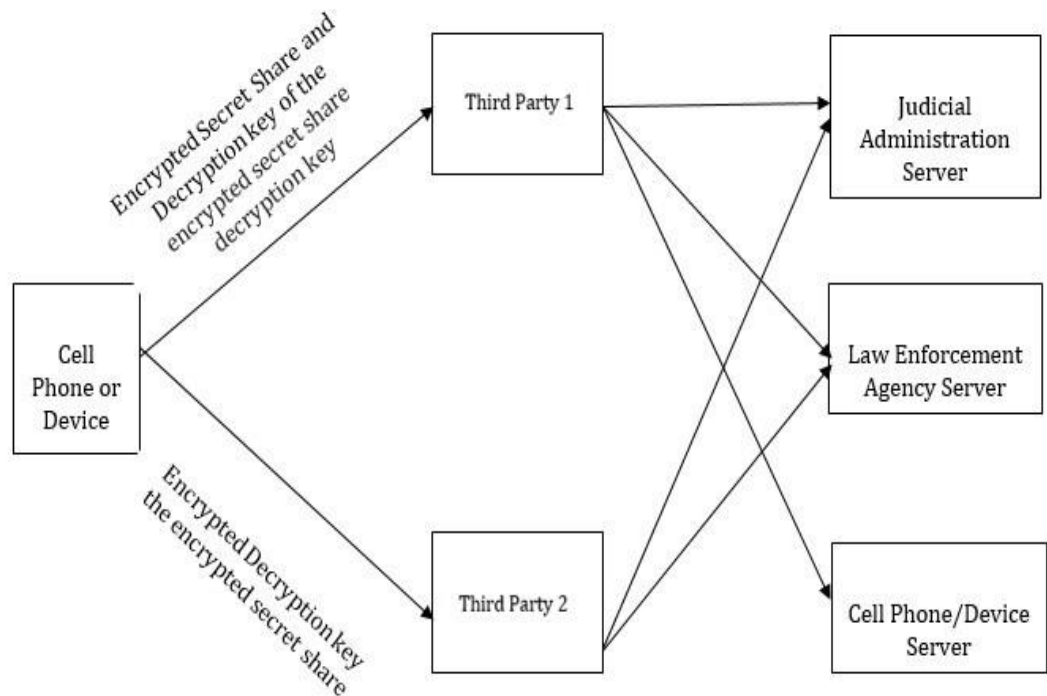 Encrypted Secret Share and
Decryption key of the
encrypted secret share
decryption key
Third Party 1
Judicial
Administration
Server
Cell
Phone or
Device
Law Enforcement
Agency Server
Encrypted Decryption key
the encrypted secret share
Third Party 2
Cell Phone/Device
Server